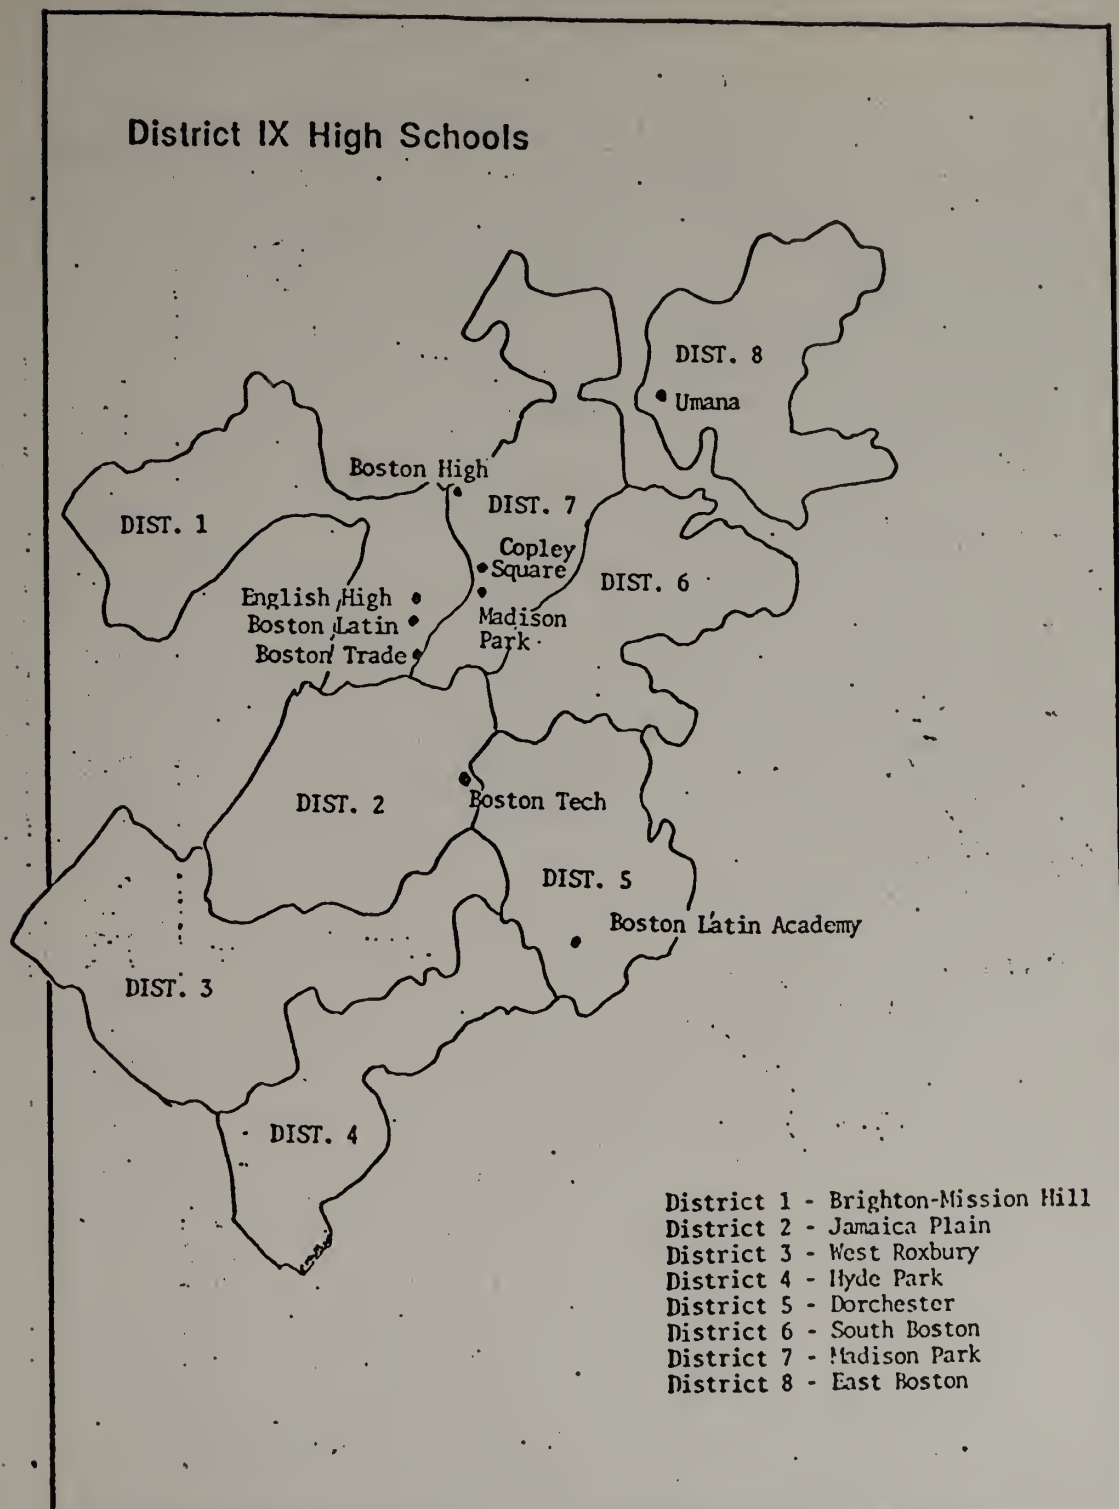 District IX High Schools
DIST. 8
Umana
Boston High
DIST. 7
DIST. 1
Copley
Square
DIST. 6
English High
Boston Latin
Boston Trade
Madison
Park
DIST. 2
Boston Tech
DIST. 5
Boston Latin Academy
DIST. 3
DIST. 4
District 1 - Brighton-Mission Hill
District 2 - Jamaica Plain
District 3 - West Roxbury
District 4 - Hyde Park
District 5 - Dorchester
District 6 - South Boston
District 7 - Madison Park
District 8 - East Boston